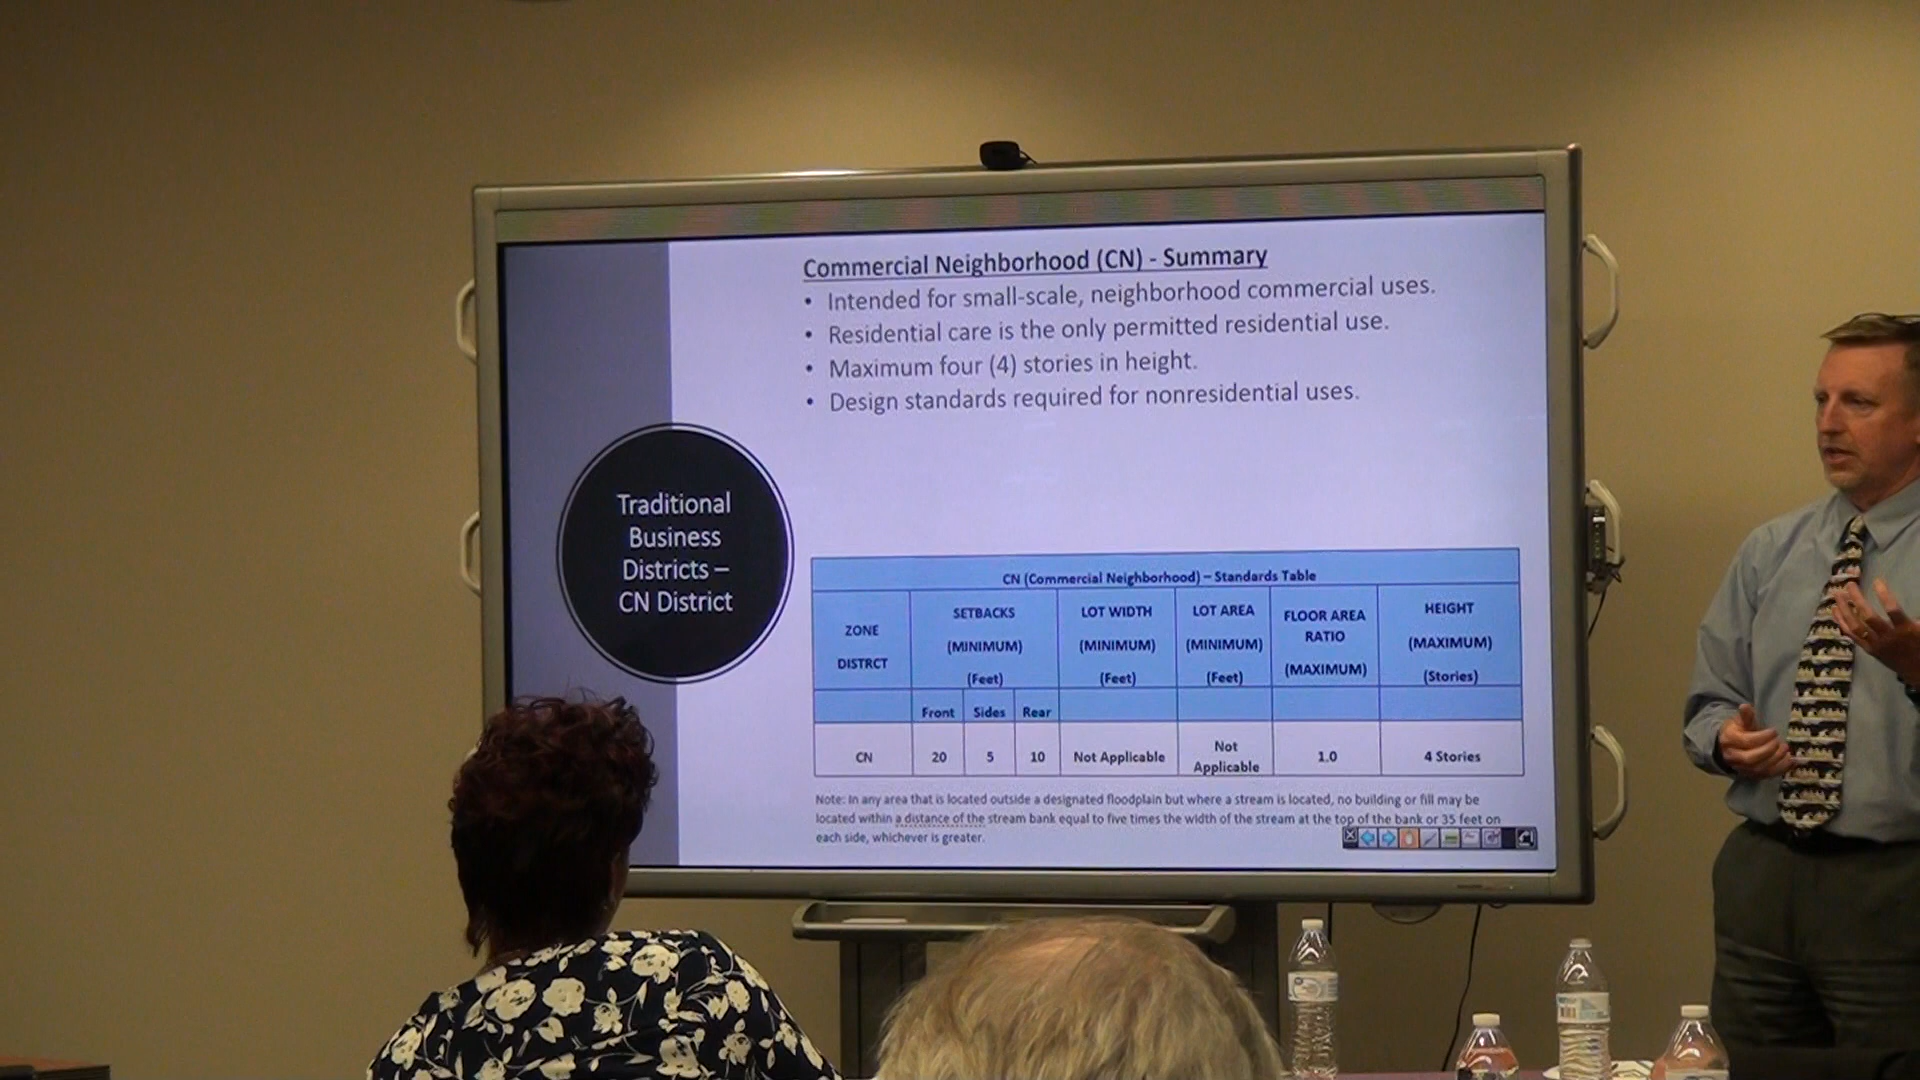 Commercial Neighborhood (CN) - Summary
• Intended for small-scale, neighborhood commercial uses.
• Residential care is the only permitted residential use.
• Maximum four (4) stories in height.
• Design standards required for nonresidential uses.
Traditional
Business
Districts –
CN District
CN (Commercial Neighborhood) – Standards Table
ZONE
DISTRCT
SETBACKS
(MINIMUM)
(Feet)
LOT WIDTH
(MINIMUM)
(Feet)
LOT AREA
(MINIMUM)
(Feet)
FLOOR AREA
RATIO
(MAXIMUM)
HEIGHT
(MAXIMUM)
(Stories)
Front Sides Rear
CN 20 5 10 Not Applicable Not Applicable 1.0 4 Stories
Note: In any area that is located outside a designated floodplain but where a stream is located, no building or fill may be
located within a distance of the stream bank equal to five times the width of the stream at the top of the bank or 35 feet on
each side, whichever is greater.